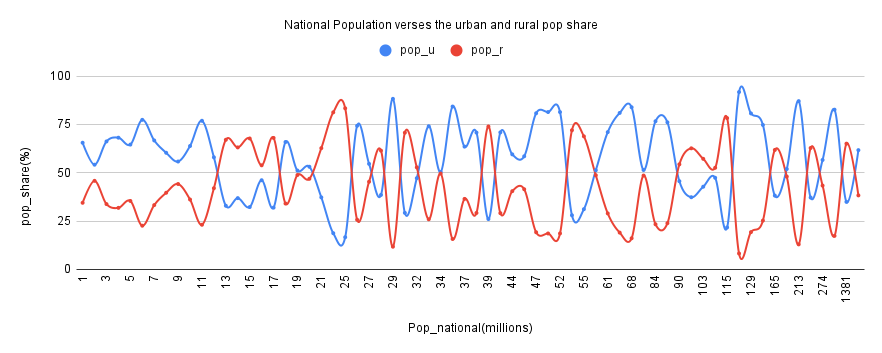 National Population verses the urban and rural pop share
pop_u pop_r
100
75
50
25
0
pop_share(%)
1 3 5 7 9 11 13 15 17 19 21 25 27 29 32 34 37 39 44 47 52 55 61 68 84 90 103 115 129 165 213 274 1381
Pop_national(millions)